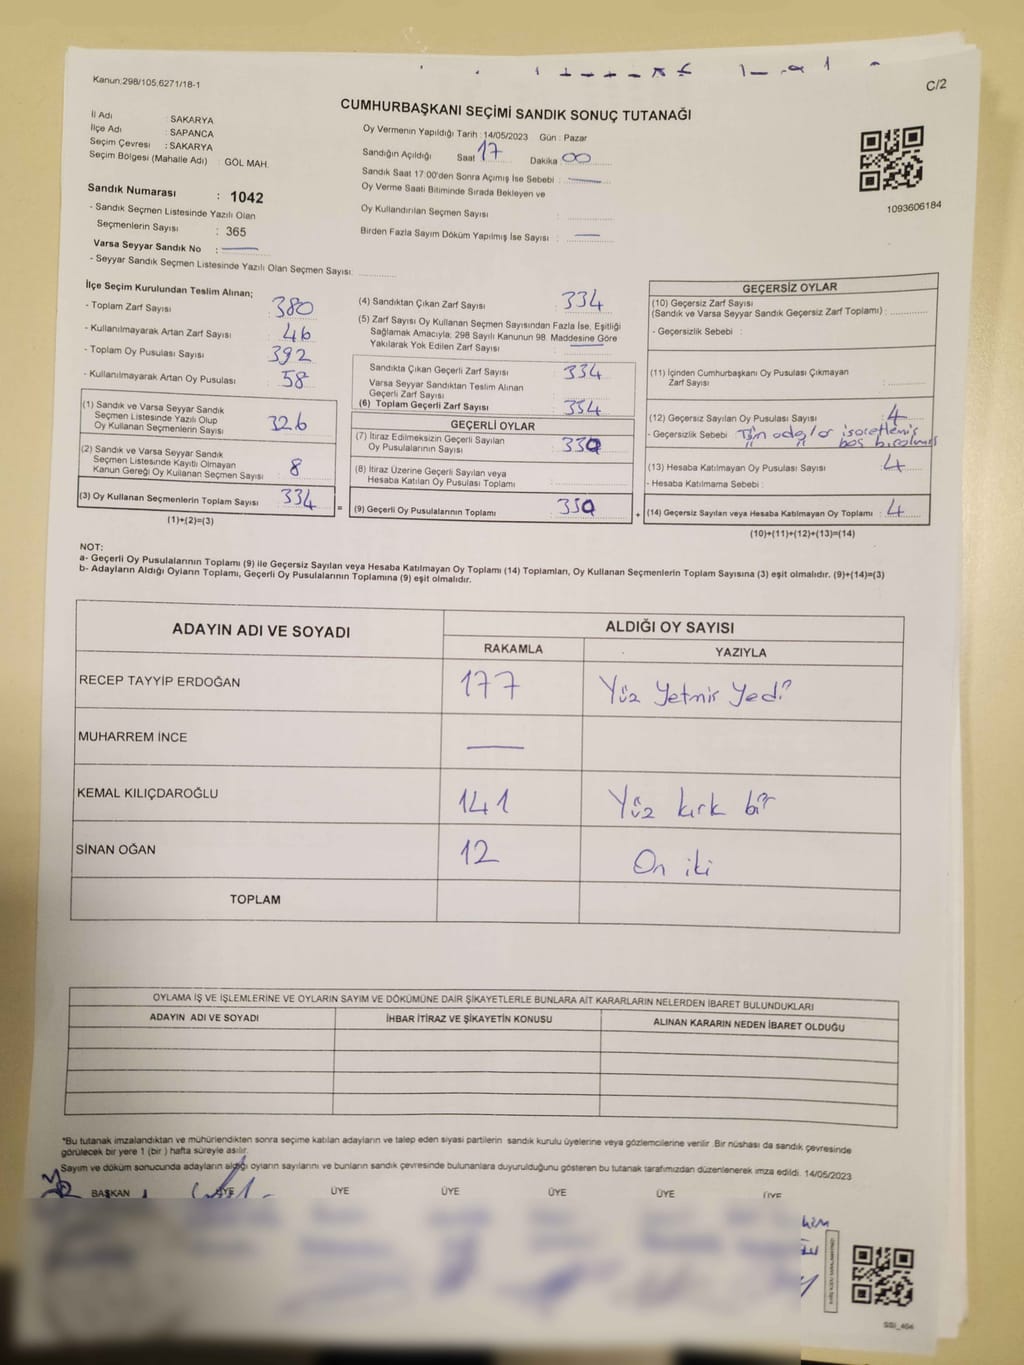 Kanun:298/105;6271/18-1
C/2
CUMHURBAŞKANI SEÇİMİ SANDIK SONUÇ TUTANAĞI
İl Adı : SAKARYA
İlçe Adı : SAPANCA
Seçim Çevresi : SAKARYA
Seçim Bölgesi (Mahalle Adı) : GÖL MAH.
Sandık Numarası : 1042
- Sandık Seçmen Listesinde Yazılı Olan
Seçmenlerin Sayısı : 365
Varsa Seyyar Sandık No :
- Seyyar Sandık Seçmen Listesinde Yazılı Olan Seçmen Sayısı:
Oy Vermenin Yapıldığı Tarih : 14/05/2023 Gün : Pazar
Sandığın Açıldığı Saat 17 Dakika 00
Sandık Saat 17 00'den Sonra Açımış İse Sebebi :
Oy Verme Saati Bitiminde Sırada Bekleyen ve
Oy Kullandırılan Seçmen Sayısı
Birden Fazla Sayım Döküm Yapılmış İse Sayısı :
1093606184
İlçe Seçim Kurulundan Teslim Alınan;
- Toplam Zarf Sayısı : 380
- Kullanılmayarak Artan Zarf Sayısı : 46
- Toplam Oy Pusulası Sayısı : 392
- Kullanılmayarak Artan Oy Pusulası : 58
(1) Sandık ve Varsa Seyyar Sandık
Seçmen Listesinde Yazılı Olup
Oy Kullanan Seçmenlerin Sayısı : 326
(2) Sandık ve Varsa Seyyar Sandık
Seçmen Listesinde Kayıtlı Olmayan
Kanun Gereği Oy Kullanan Seçmen Sayısı : 8
(3) Oy Kullanan Seçmenlerin Toplam Sayısı : 334
(1)+(2)=(3)
(4) Sandıktan Çıkan Zarf Sayısı : 334
(5) Zarf Sayısı Oy Kullanan Seçmen Sayısından Fazla İse, Eşitliği
Sağlamak Amacıyla; 298 Sayılı Kanunun 98. Maddesine Göre
Yakılarak Yok Edilen Zarf Sayısı :
Sandıkta Çıkan Geçerli Zarf Sayısı : 334
Varsa Seyyar Sandıktan Teslim Alınan
Geçerli Zarf Sayısı
(6) Toplam Geçerli Zarf Sayısı : 334
GEÇERLİ OYLAR
(7) İtiraz Edilmeksizin Geçerli Sayılan
Oy Pusulalarının Sayısı : 330
(8) İtiraz Üzerine Geçerli Sayılan veya
Hesaba Katılan Oy Pusulası Toplamı
= (9) Geçerli Oy Pusulalarının Toplamı : 330
GEÇERSİZ OYLAR
(10) Geçersiz Zarf Sayısı
(Sandık ve Varsa Seyyar Sandık Geçersiz Zarf Toplamı) :
- Geçersizlik Sebebi :
(11) İçinden Cumhurbaşkanı Oy Pusulası Çıkmayan
Zarf Sayısı
(12) Geçersiz Sayılan Oy Pusulası Sayısı : 4
- Geçersizlik Sebebi : işaretlemiş
boş bırakmış
(13) Hesaba Katılmayan Oy Pusulası Sayısı : 4
- Hesaba Katılmama Sebebi :
+ (14) Geçersiz Sayılan veya Hesaba Katılmayan Oy Toplamı : 4
(10)+(11)+(12)+(13)=(14)
NOT:
a- Geçerli Oy Pusulalarının Toplamı (9) ile Geçersiz Sayılan veya Hesaba Katılmayan Oy Toplamı (14) Toplamları, Oy Kullanan Seçmenlerin Toplam Sayısına (3) eşit olmalıdır. (9)+(14)=(3)
b- Adayların Aldığı Oyların Toplamı, Geçerli Oy Pusulalarının Toplamına (9) eşit olmalıdır.
ADAYIN ADI VE SOYADI
ALDIĞI OY SAYISI
RAKAMLA
YAZIYLA
RECEP TAYYİP ERDOĞAN 177 Yüz Yetmiş Yedi
MUHARREM İNCE
KEMAL KILIÇDAROĞLU 141 Yüz kırk bir
SİNAN OĞAN 12 On iki
TOPLAM
OYLAMA İŞ VE İŞLEMLERİNE VE OYLARIN SAYIM VE DÖKÜMÜNE DAİR ŞİKAYETLERLE BUNLARA AİT KARARLARIN NELERDEN İBARET BULUNDUKLARI
ADAYIN ADI VE SOYADI
İHBAR İTİRAZ VE ŞİKAYETİN KONUSU
ALINAN KARARIN NEDEN İBARET OLDUĞU
*Bu tutanak imzalandıktan ve mühürlendikten sonra seçime katılan adayların ve talep eden siyasi partilerin sandık kurulu üyelerine veya gözlemcilerine verilir. Bir nüshası da sandık çevresinde
görülecek bir yere 1 (bir) hafta süreyle asılır.
Sayım ve döküm sonucunda adayların aldığı oyların sayılarını ve bunların sandık çevresinde bulunanlara duyurulduğunu gösteren bu tutanak tarafımızdan düzenlenerek imza edildi. 14/05/2023
BAŞKAN ÜYE ÜYE ÜYE ÜYE ÜYE ÜYE